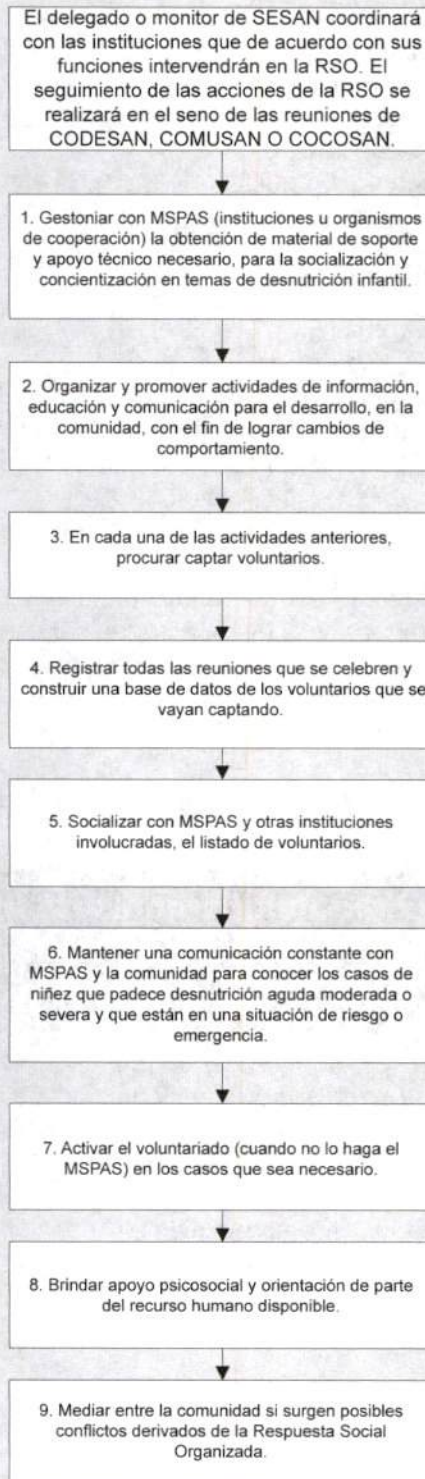 El delegado o monitor de SESAN coordinará
con las instituciones que de acuerdo con sus
funciones intervendrán en la RSO. El
seguimiento de las acciones de la RSO se
realizará en el seno de las reuniones de
CODESAN, COMUSAN O COCOSAN.
1. Gestoniar con MSPAS (instituciones u organismos
de cooperación) la obtención de material de soporte
y apoyo técnico necesario, para la socialización y
concientización en temas de desnutrición infantil.
2. Organizar y promover actividades de información,
educación y comunicación para el desarrollo, en la
comunidad, con el fin de lograr cambios de
comportamiento.
3. En cada una de las actividades anteriores,
procurar captar voluntarios.
4. Registrar todas las reuniones que se celebren y
construir una base de datos de los voluntarios que se
vayan captando.
5. Socializar con MSPAS y otras instituciones
involucradas, el listado de voluntarios.
6. Mantener una comunicación constante con
MSPAS y la comunidad para conocer los casos de
niñez que padece desnutrición aguda moderada o
severa y que están en una situación de riesgo o
emergencia.
7. Activar el voluntariado (cuando no lo haga el
MSPAS) en los casos que sea necesario.
8. Brindar apoyo psicosocial y orientación de parte
del recurso humano disponible.
9. Mediar entre la comunidad si surgen posibles
conflictos derivados de la Respuesta Social
Organizada.